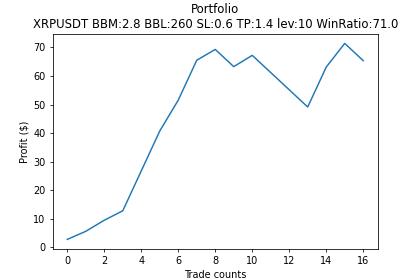 Portfolio
XRPUSDT BBM:2.8 BBL:260 SL:0.6 TP:1.4 lev:10 WinRatio:71.0
70
60
50
40
30
20
10
0
Profit ($)
0 2 4 6 8 10 12 14 16
Trade counts